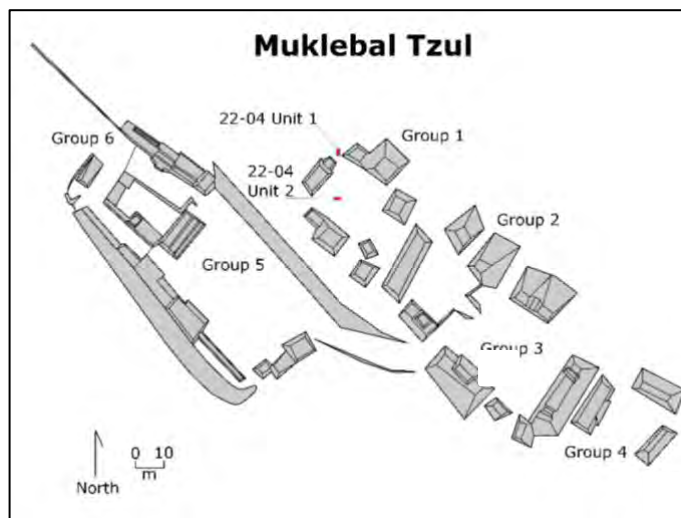 Muklebal Tzul
22-04 Unit 1
Group 1
Group 6
22-04
Unit 2
Group 2
Group 5
Group 3
Group 4
0 10
m
North